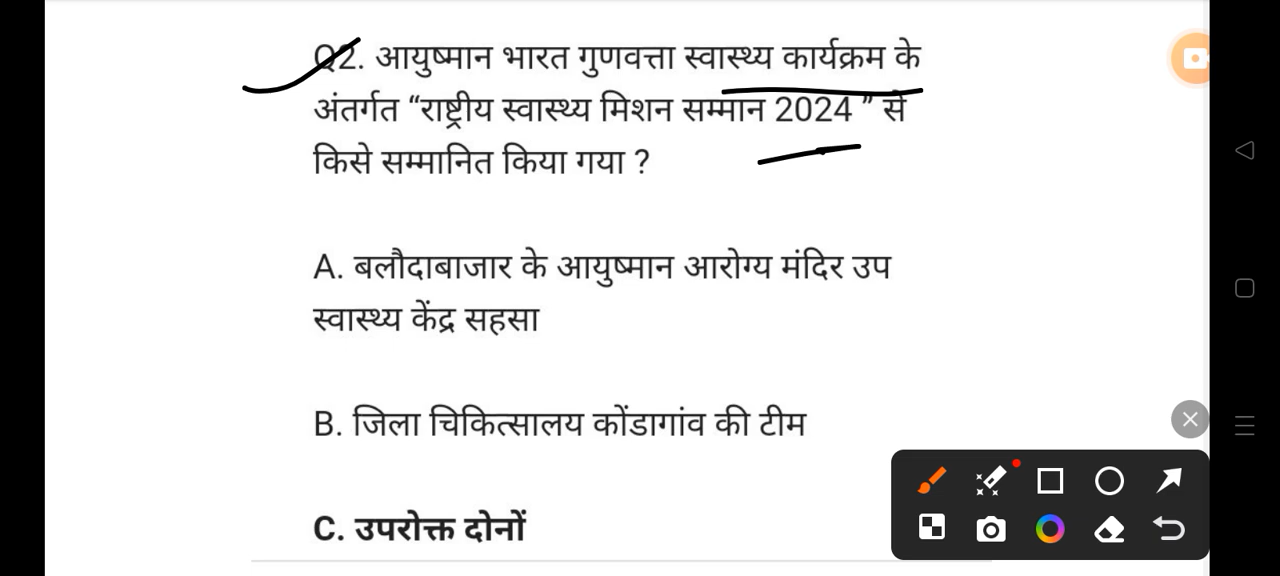 Q2. आयुष्मान भारत गुणवत्ता स्वास्थ्य कार्यक्रम के
अंतर्गत “राष्ट्रीय स्वास्थ्य मिशन सम्मान 2024 ” से
किसे सम्मानित किया गया ?
A. बलौदाबाजार के आयुष्मान आरोग्य मंदिर उप
स्वास्थ्य केंद्र सहसा
B. जिला चिकित्सालय कोंडागांव की टीम
C. उपरोक्त दोनों